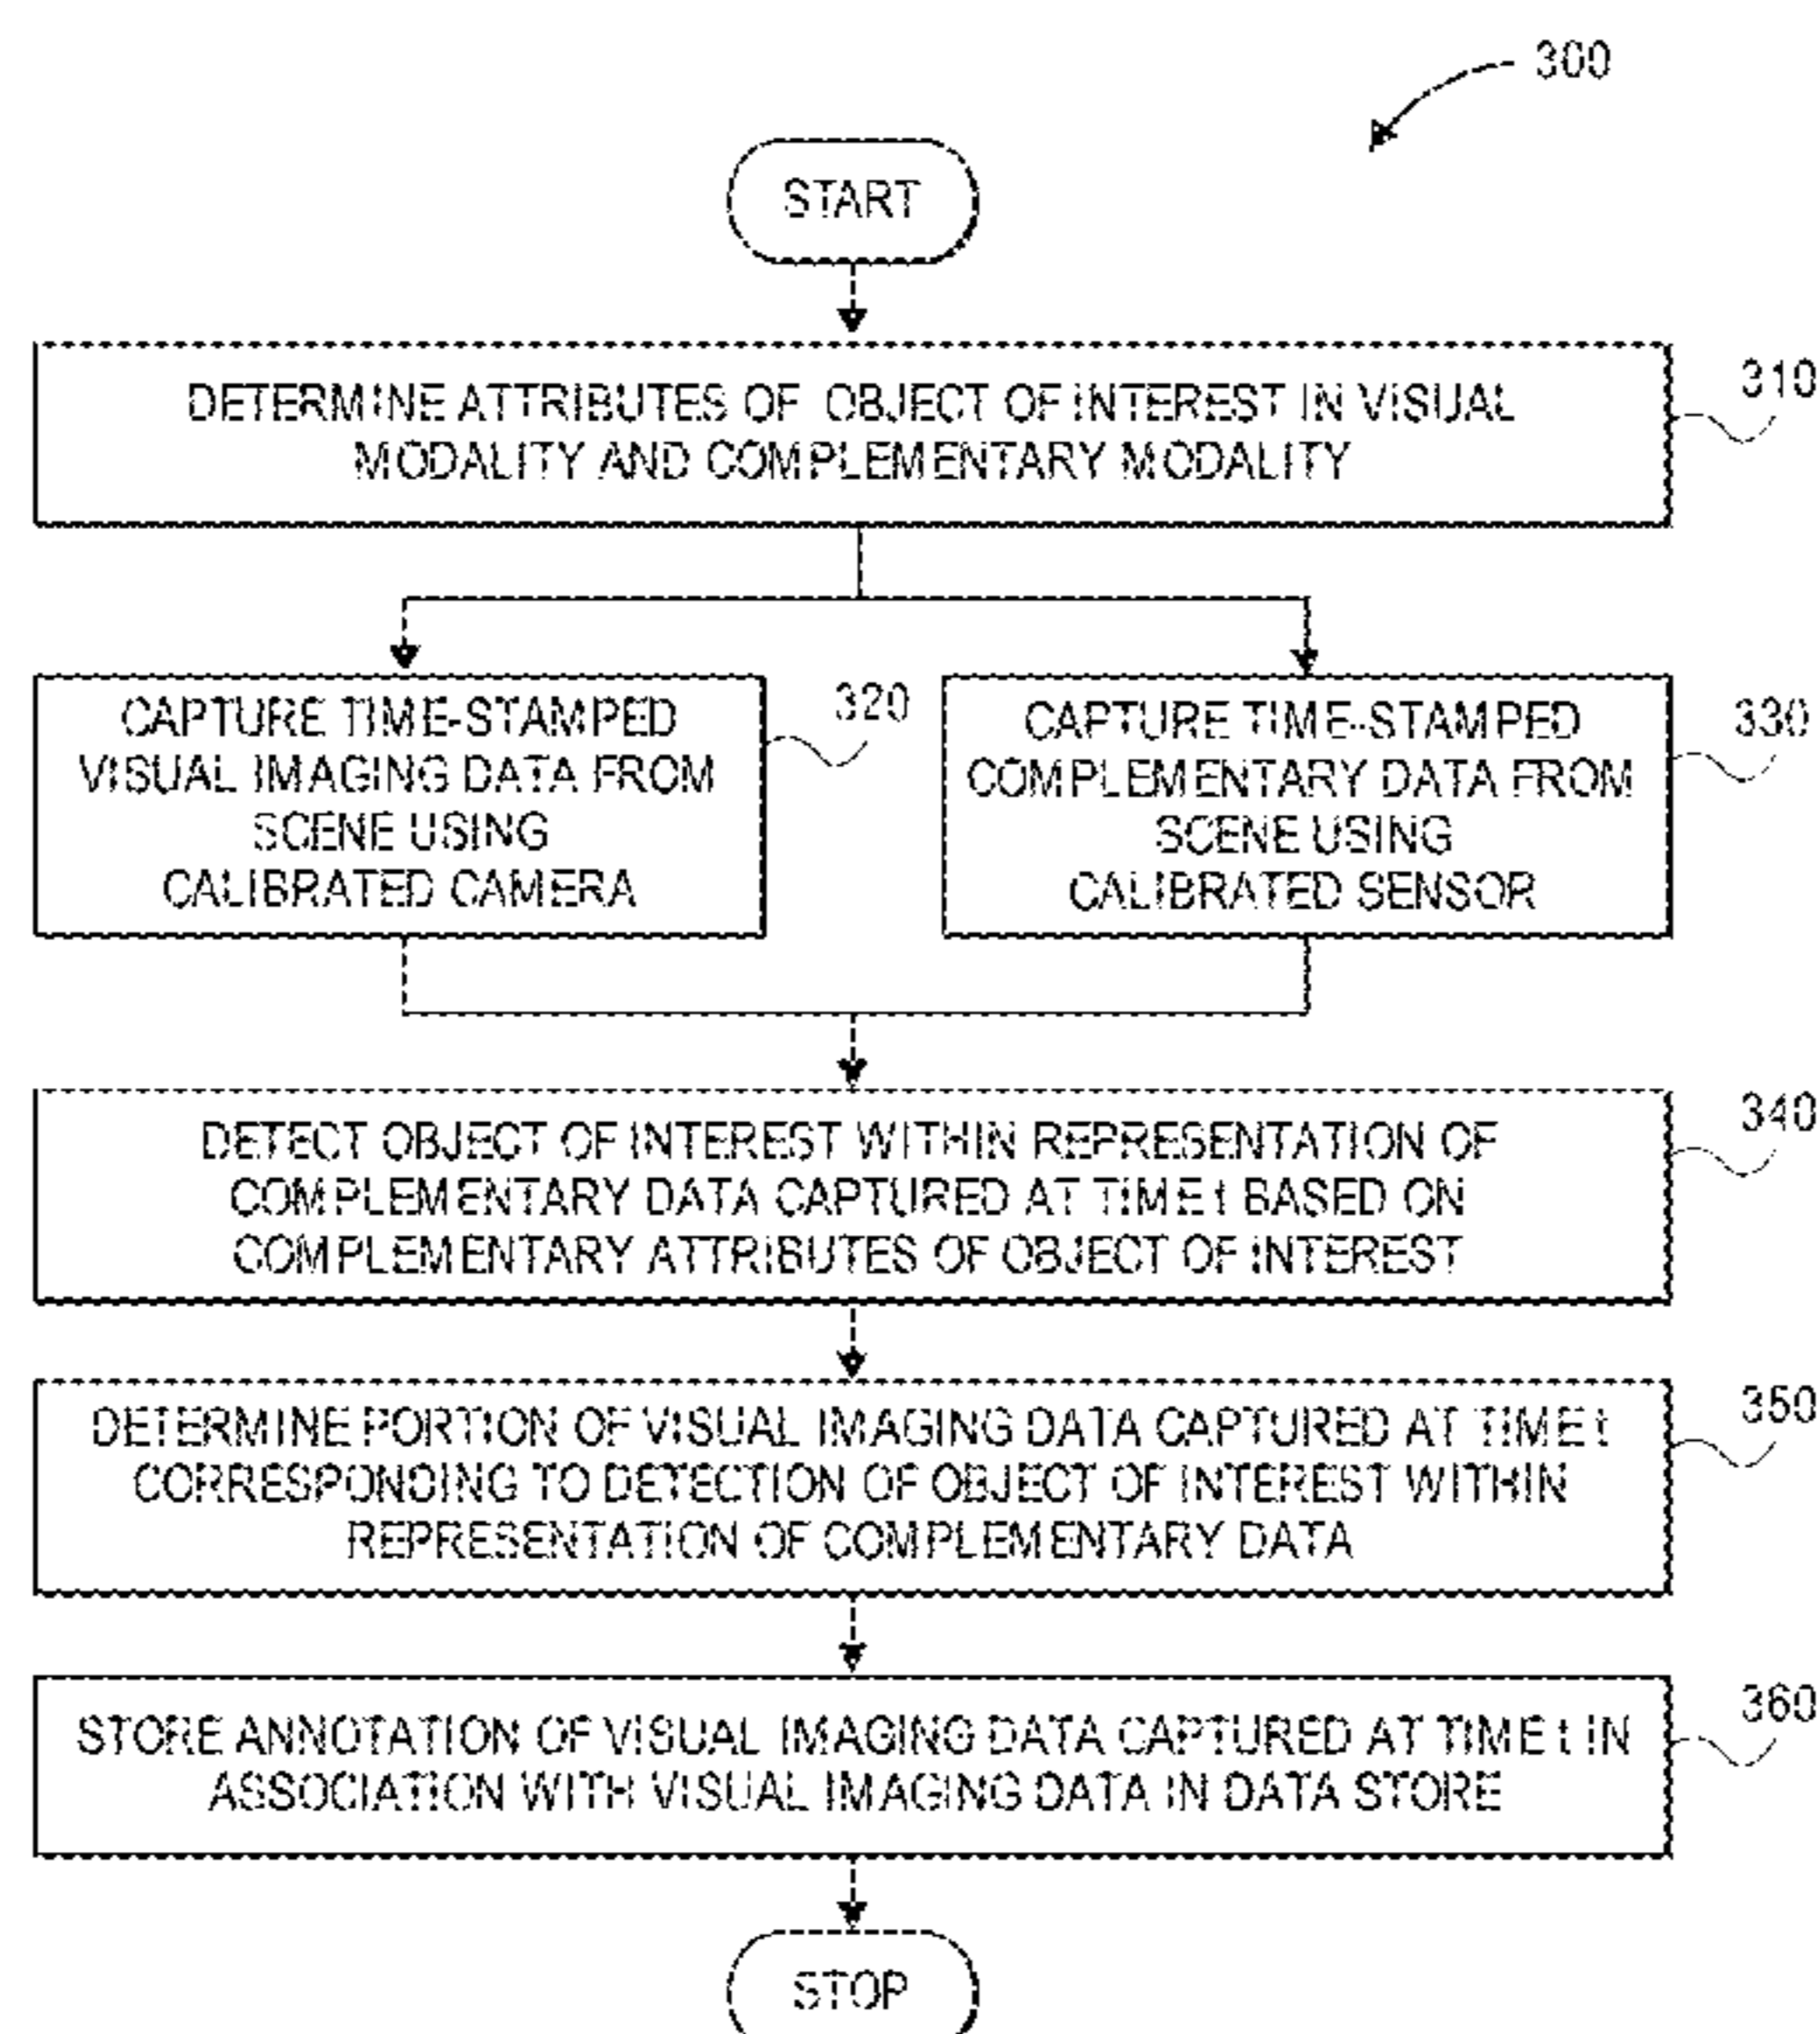 300
START
DETERMINE ATTRIBUTES OF OBJECT OF INTEREST IN VISUAL
MODALITY AND COMPLEMENTARY MODALITY
310
CAPTURE TIME-STAMPED
VISUAL IMAGING DATA FROM
SCENE USING
CALIBRATED CAMERA
320
CAPTURE TIME-STAMPED
COMPLEMENTARY DATA FROM
SCENE USING
CALIBRATED SENSOR
330
DETECT OBJECT OF INTEREST WITHIN REPRESENTATION OF
COMPLEMENTARY DATA CAPTURED AT TIME t BASED ON
COMPLEMENTARY ATTRIBUTES OF OBJECT OF INTEREST
340
DETERMINE PORTION OF VISUAL IMAGING DATA CAPTURED AT TIME t
CORRESPONDING TO DETECTION OF OBJECT OF INTEREST WITHIN
REPRESENTATION OF COMPLEMENTARY DATA
350
STORE ANNOTATION OF VISUAL IMAGING DATA CAPTURED AT TIME t IN
ASSOCIATION WITH VISUAL IMAGING DATA IN DATA STORE
360
STOP